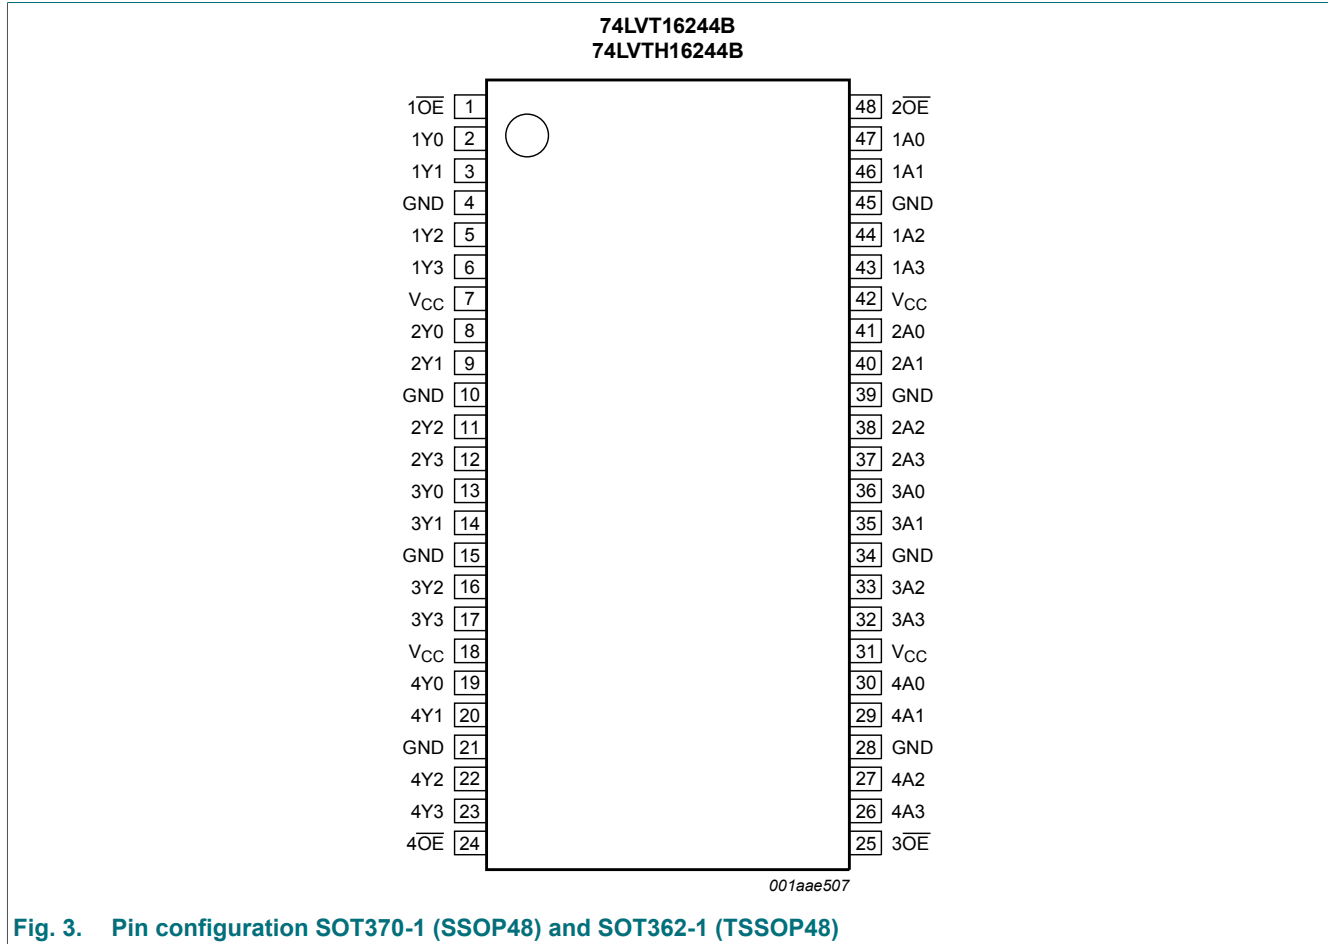 74LVT16244B
74LVTH16244B
1O̅E̅ 1 48 2O̅E̅
1Y0 2 47 1A0
1Y1 3 46 1A1
GND 4 45 GND
1Y2 5 44 1A2
1Y3 6 43 1A3
VCC 7 42 VCC
2Y0 8 41 2A0
2Y1 9 40 2A1
GND 10 39 GND
2Y2 11 38 2A2
2Y3 12 37 2A3
3Y0 13 36 3A0
3Y1 14 35 3A1
GND 15 34 GND
3Y2 16 33 3A2
3Y3 17 32 3A3
VCC 18 31 VCC
4Y0 19 30 4A0
4Y1 20 29 4A1
GND 21 28 GND
4Y2 22 27 4A2
4Y3 23 26 4A3
4O̅E̅ 24 25 3O̅E̅
001aae507
Fig. 3. Pin configuration SOT370-1 (SSOP48) and SOT362-1 (TSSOP48)